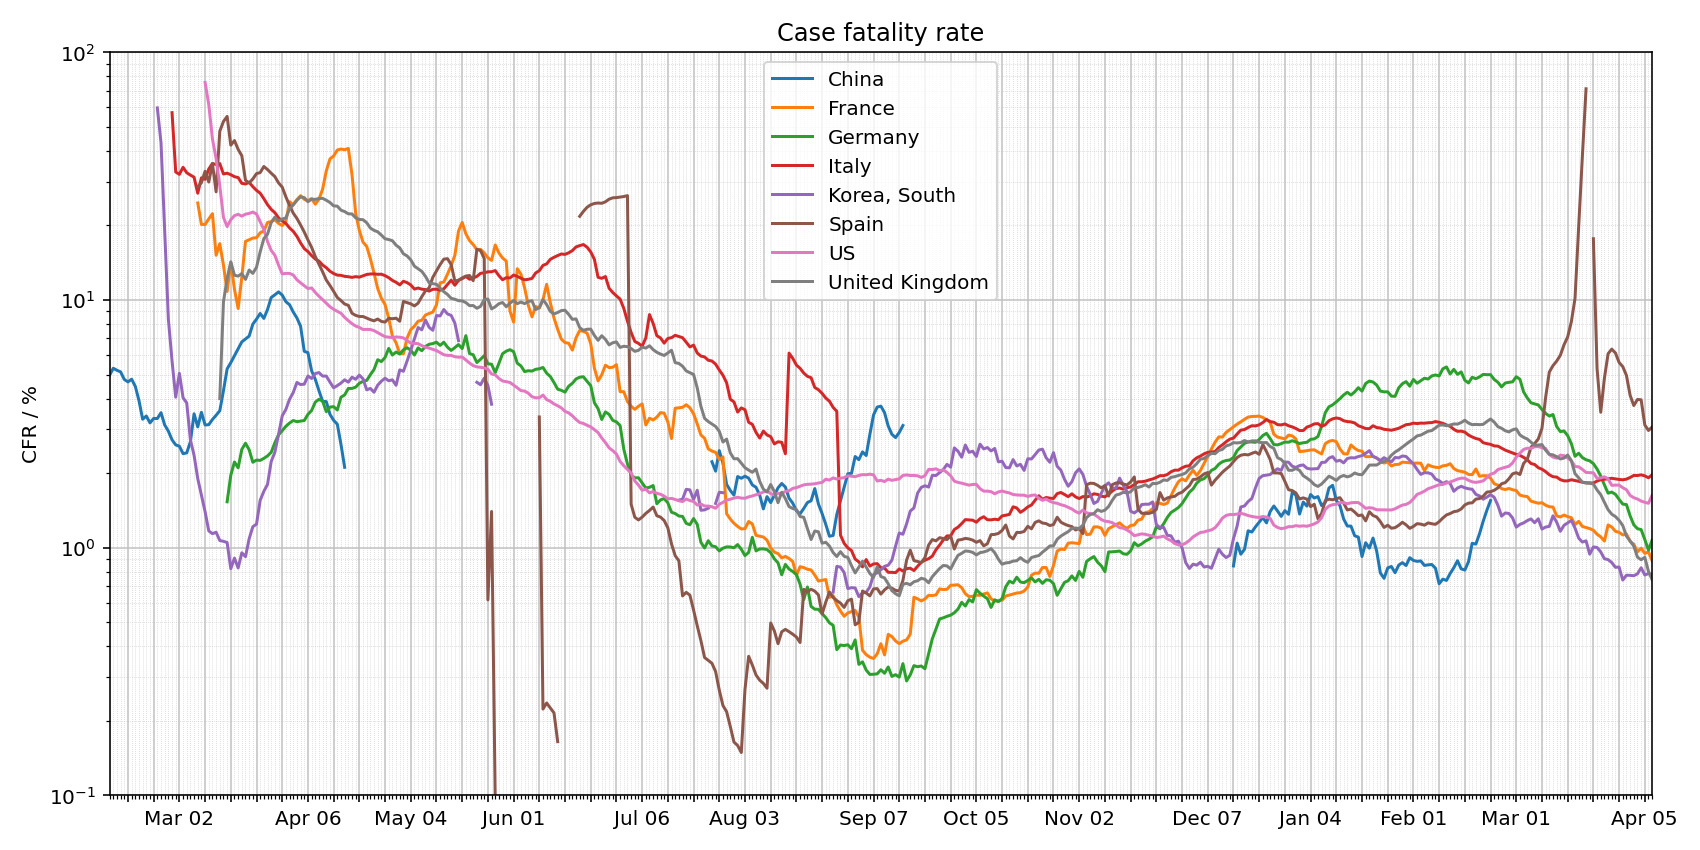 Case fatality rate
CFR / %
10²
10¹
10⁰
10⁻¹
China
France
Germany
Italy
Korea, South
Spain
US
United Kingdom
Mar 02 Apr 06 May 04 Jun 01 Jul 06 Aug 03 Sep 07 Oct 05 Nov 02 Dec 07 Jan 04 Feb 01 Mar 01 Apr 05